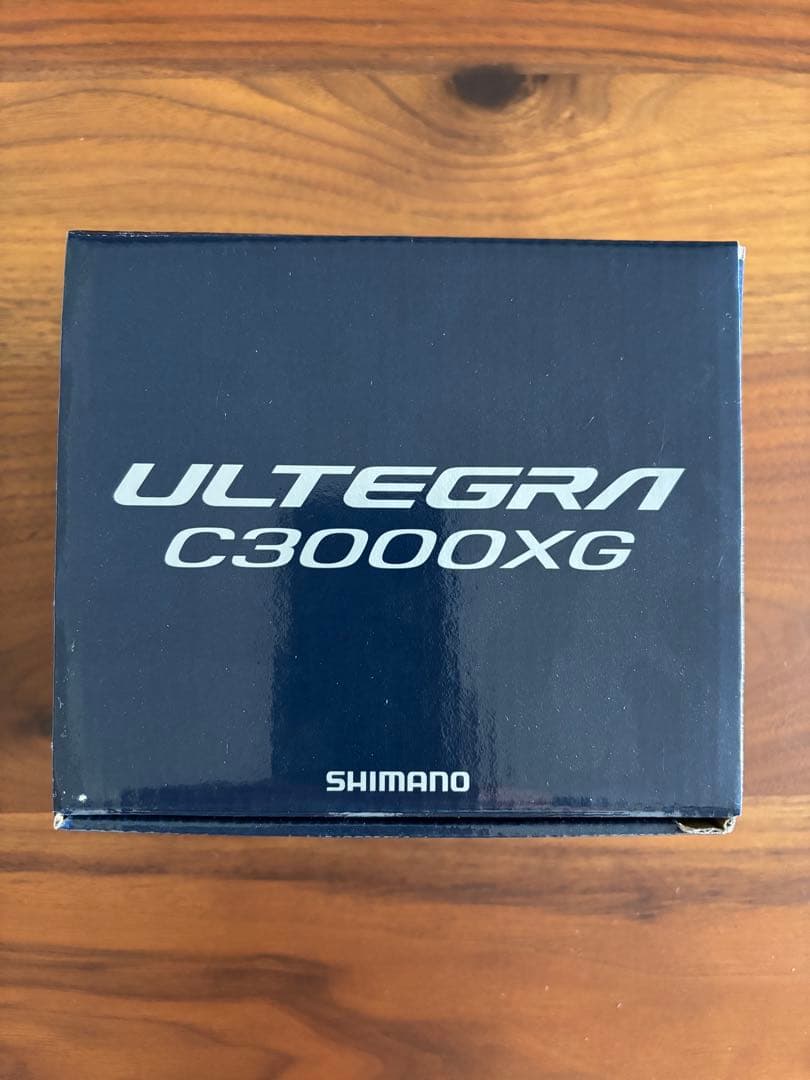 ULTEGRA
C3000XG
SHIMANO